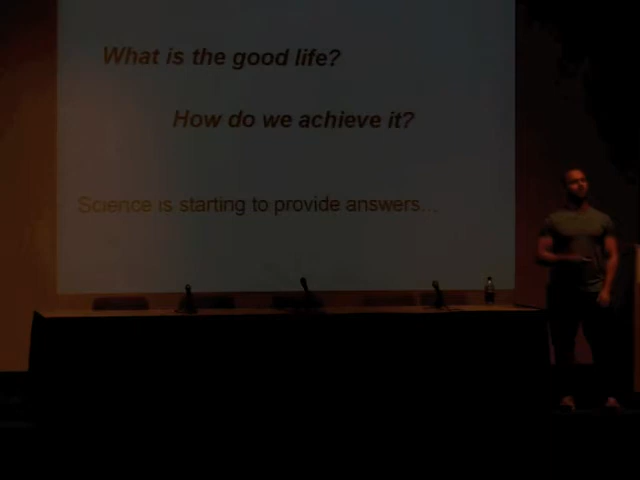 What is the good life?
How do we achieve it?
Science is starting to provide answers...